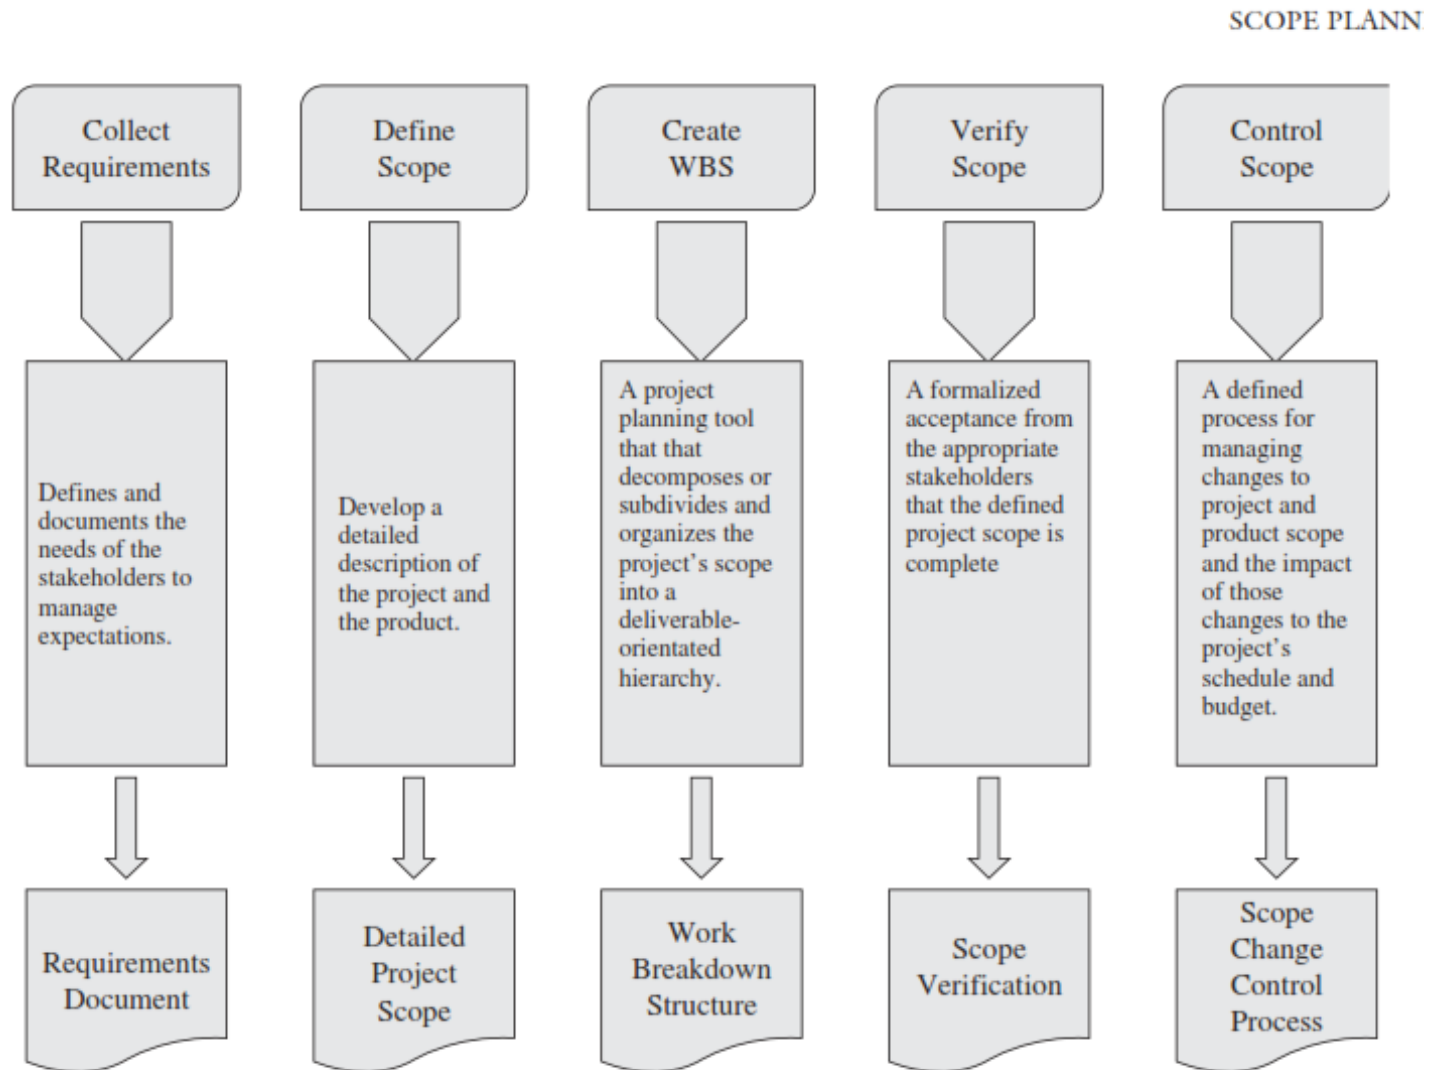 SCOPE PLANN
Collect
Requirements
Define
Scope
Create
WBS
Verify
Scope
Control
Scope
Defines and
documents the
needs of the
stakeholders to
manage
expectations.
Develop a
detailed
description of
the project and
the product.
A project
planning tool
that that
decomposes or
subdivides and
organizes the
project's scope
into a
deliverable-
orientated
hierarchy.
A formalized
acceptance from
the appropriate
stakeholders
that the defined
project scope is
complete
A defined
process for
managing
changes to
project and
product scope
and the impact
of those
changes to the
project's
schedule and
budget.
Requirements
Document
Detailed
Project
Scope
Work
Breakdown
Structure
Scope
Verification
Scope
Change
Control
Process